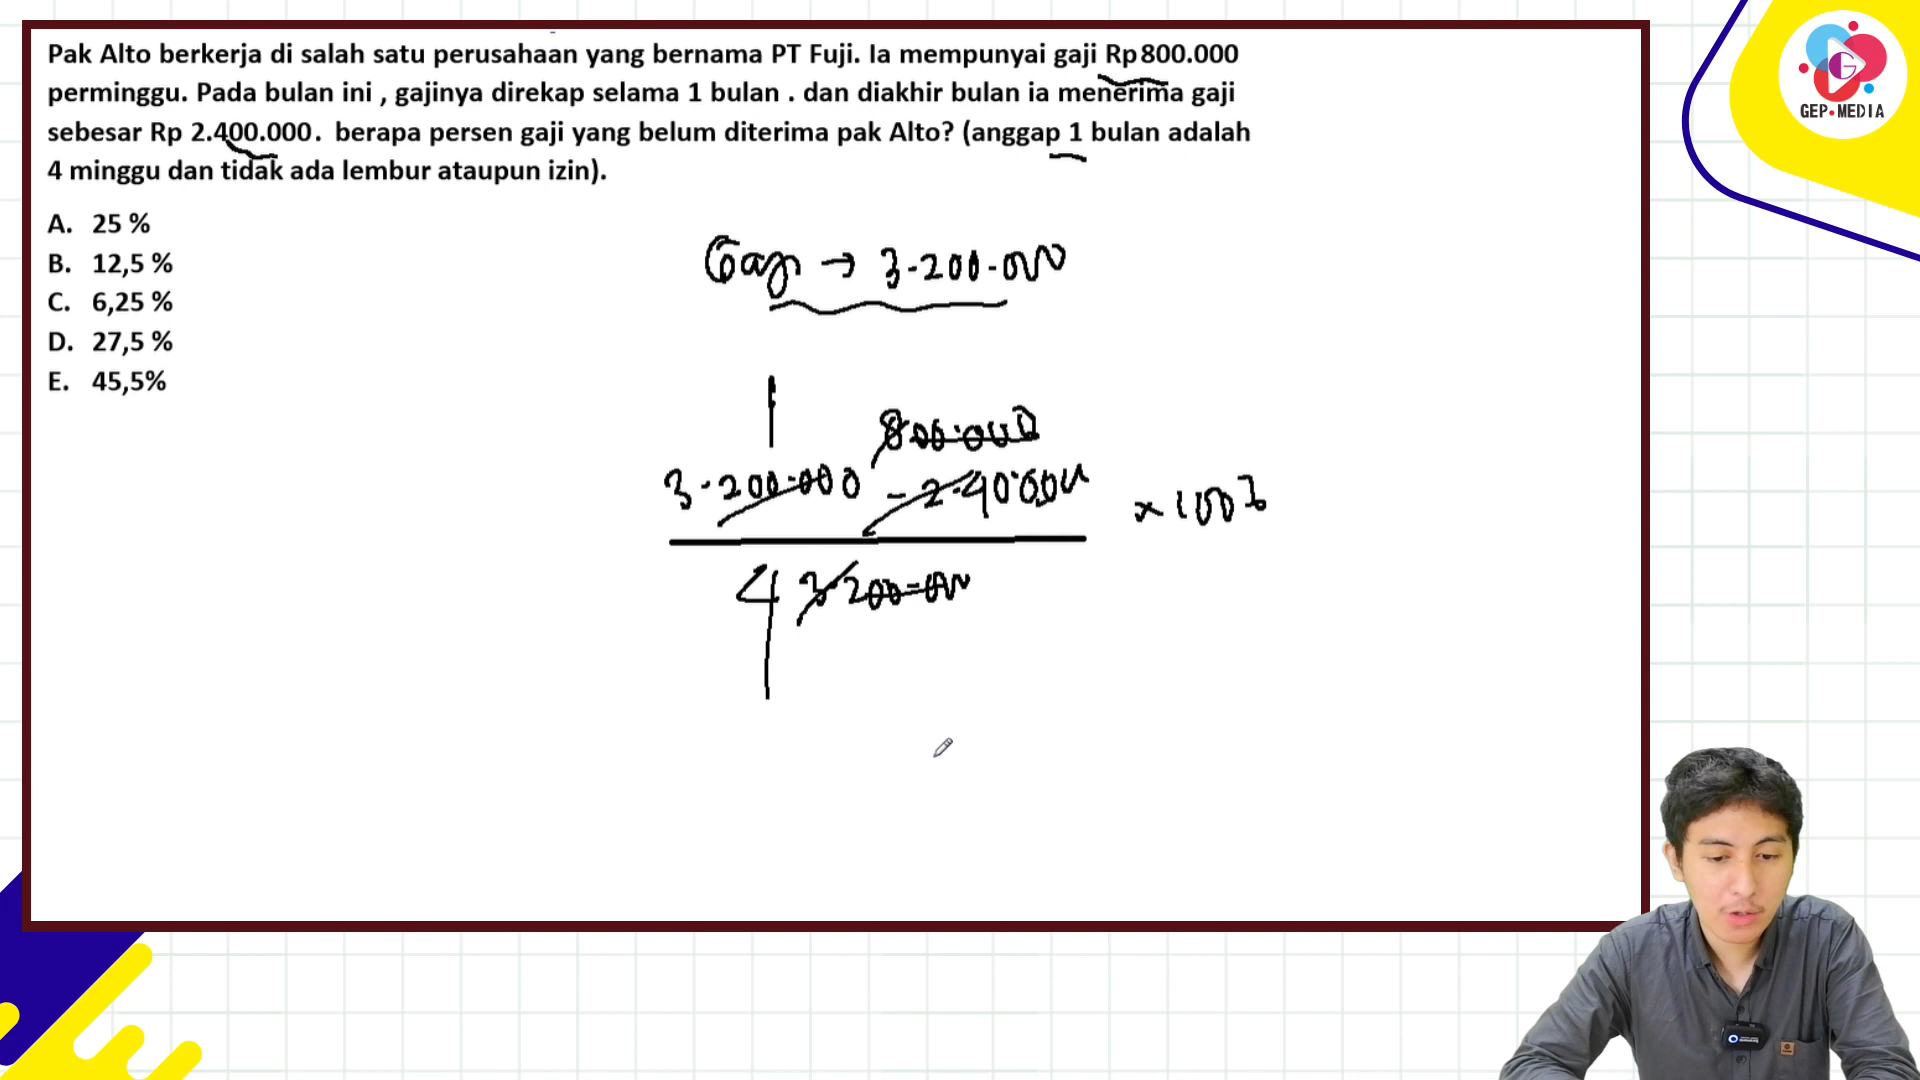 Pak Alto berkerja di salah satu perusahaan yang bernama PT Fuji. Ia mempunyai gaji Rp800.000
perminggu. Pada bulan ini , gajinya direkap selama 1 bulan . dan diakhir bulan ia menerima gaji
sebesar Rp 2.400.000. berapa persen gaji yang belum diterima pak Alto? (anggap 1 bulan adalah
4 minggu dan tidak ada lembur ataupun izin).
A. 25 %
B. 12,5 %
C. 6,25 %
D. 27,5 %
E. 45,5%
Gaji → 3.200.000
1
800.000
3.200.000 - 2.400.000 x 100%
4 3.200.000
GEP•MEDIA